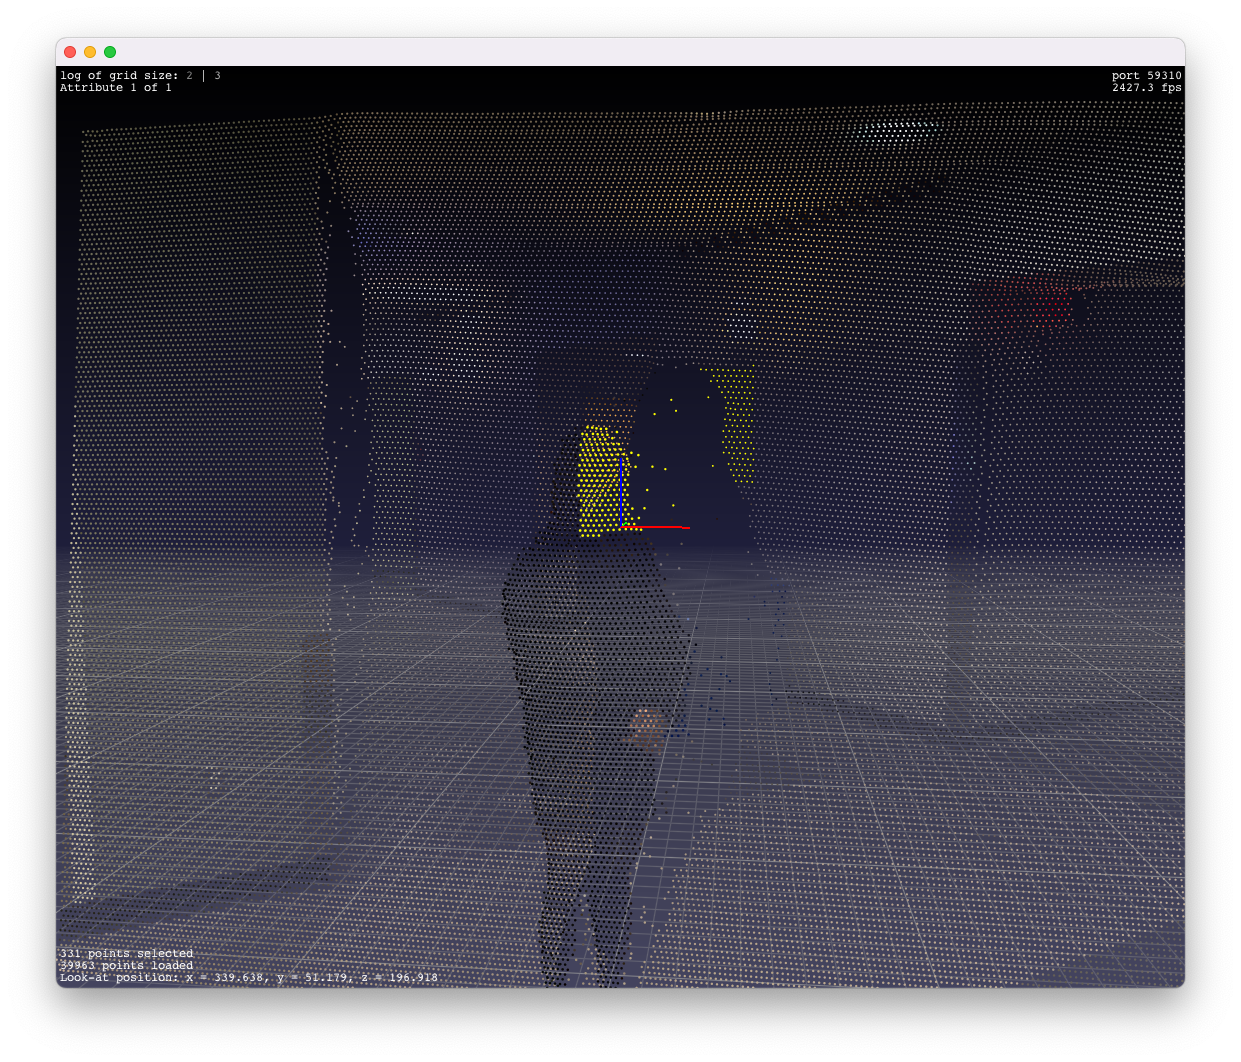 log of grid size: 2 | 3
Attribute 1 of 1
port 59310
2427.3 fps
331 points selected
39963 points loaded
Look-at position: x = 339.638, y = 51.179, z = 196.918